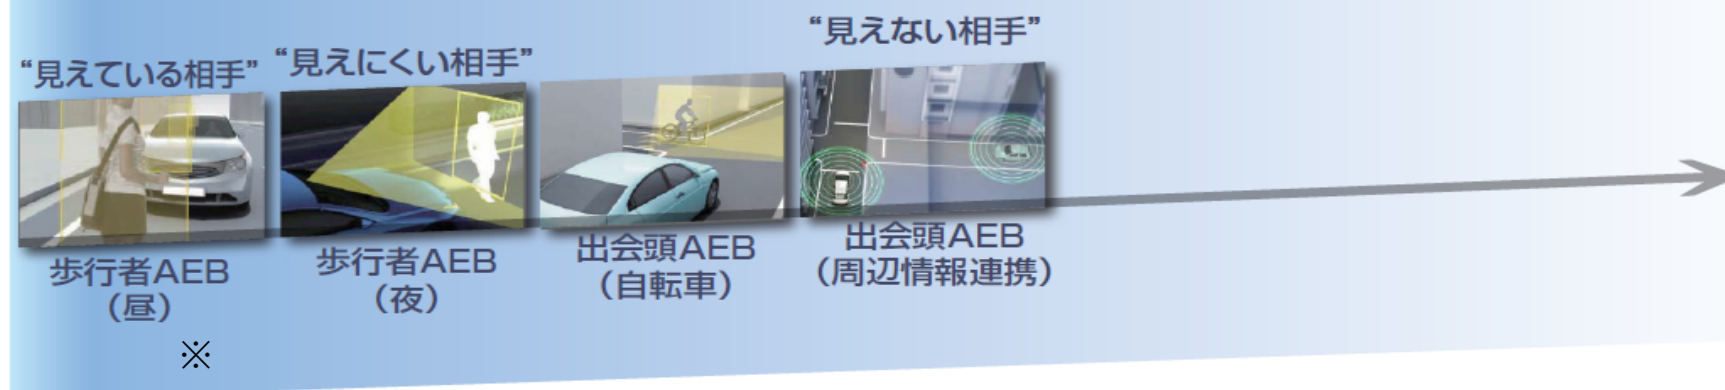 “見えている相手”
“見えにくい相手”
“見えない相手”
歩行者AEB
（昼）
歩行者AEB
（夜）
出会頭AEB
（自転車）
出会頭AEB
（周辺情報連携）
※